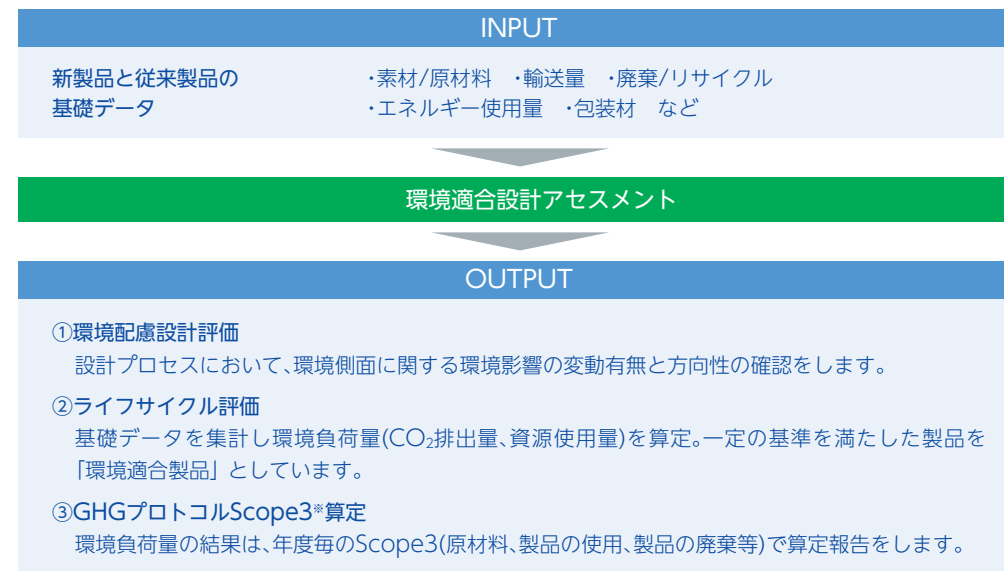 INPUT
新製品と従来製品の ・素材/原材料 ・輸送量 ・廃棄/リサイクル
基礎データ ・エネルギー使用量 ・包装材 など
環境適合設計アセスメント
OUTPUT
①環境配慮設計評価
設計プロセスにおいて、環境側面に関する環境影響の変動有無と方向性の確認をします。
②ライフサイクル評価
基礎データを集計し環境負荷量(CO₂排出量、資源使用量)を算定。一定の基準を満たした製品を
「環境適合製品」としています。
③GHGプロトコルScope3※算定
環境負荷量の結果は、年度毎のScope3(原材料、製品の使用、製品の廃棄等)で算定報告をします。